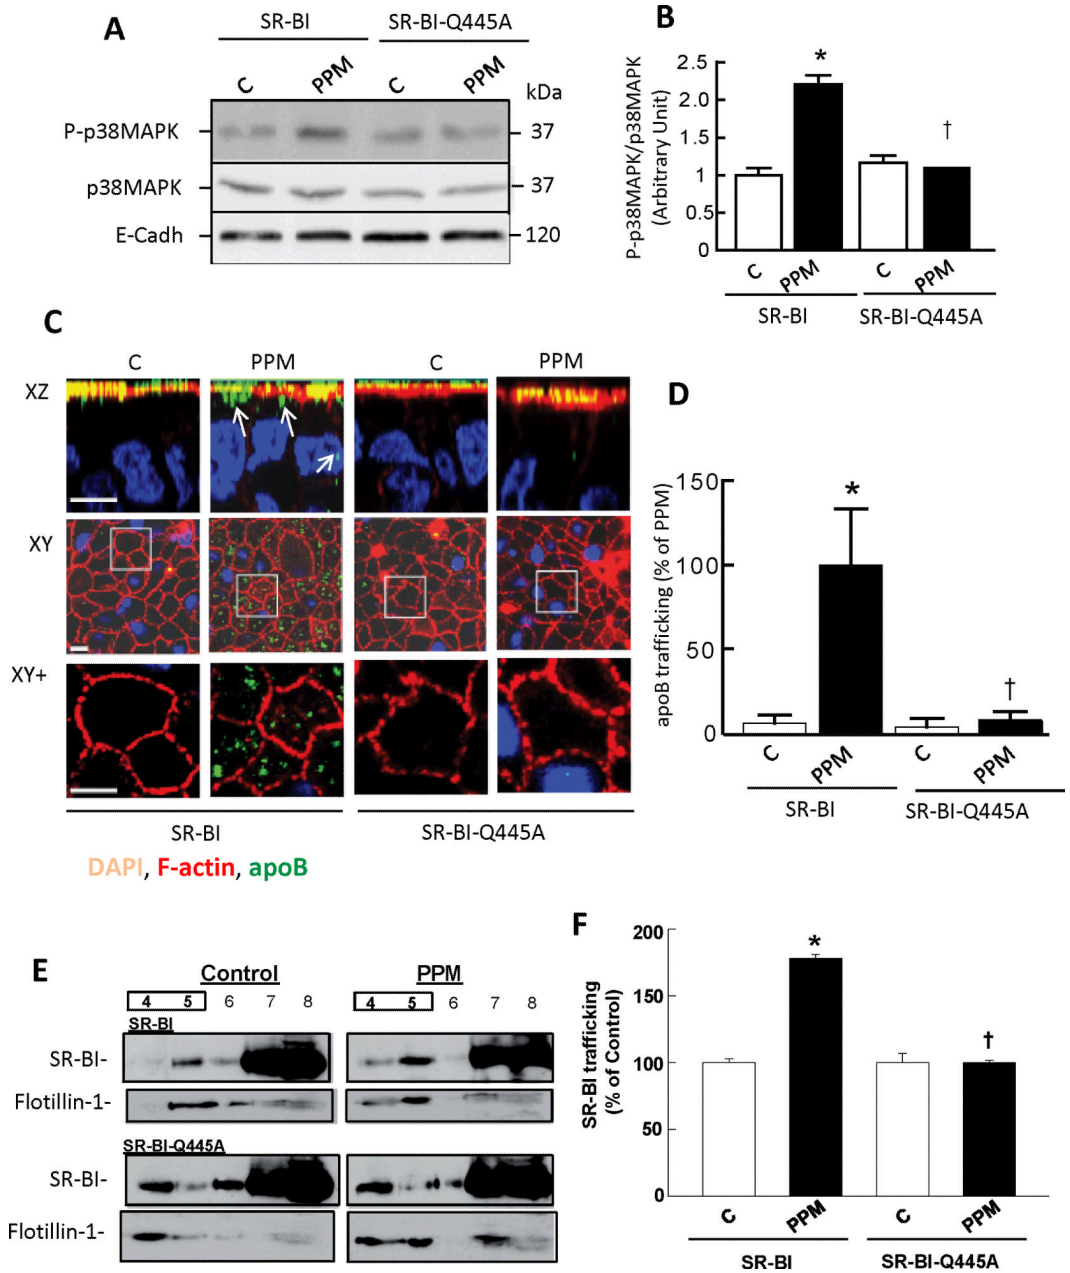 A
SR-BI SR-BI-Q445A
C PPM C PPM kDa
P-p38MAPK 37
p38MAPK 37
E-Cadh 120
B
P-p38MAPK/p38MAPK
(Arbitrary Unit)
2.5
2.0
1.5
1
0.5
0
*
†
C PPM C PPM
SR-BI SR-BI-Q445A
C
C PPM C PPM
XZ
XY
XY+
SR-BI SR-BI-Q445A
DAPI, F-actin, apoB
D
apoB trafficking (% of PPM)
150
100
50
0
*
†
C PPM C PPM
SR-BI SR-BI-Q445A
E
Control PPM
4 5 6 7 8 4 5 6 7 8
SR-BI
SR-BI-
Flotillin-1-
SR-BI-Q445A
SR-BI-
Flotillin-1-
F
SR-BI trafficking
(% of Control)
200
150
100
50
0
*
†
C PPM C PPM
SR-BI SR-BI-Q445A